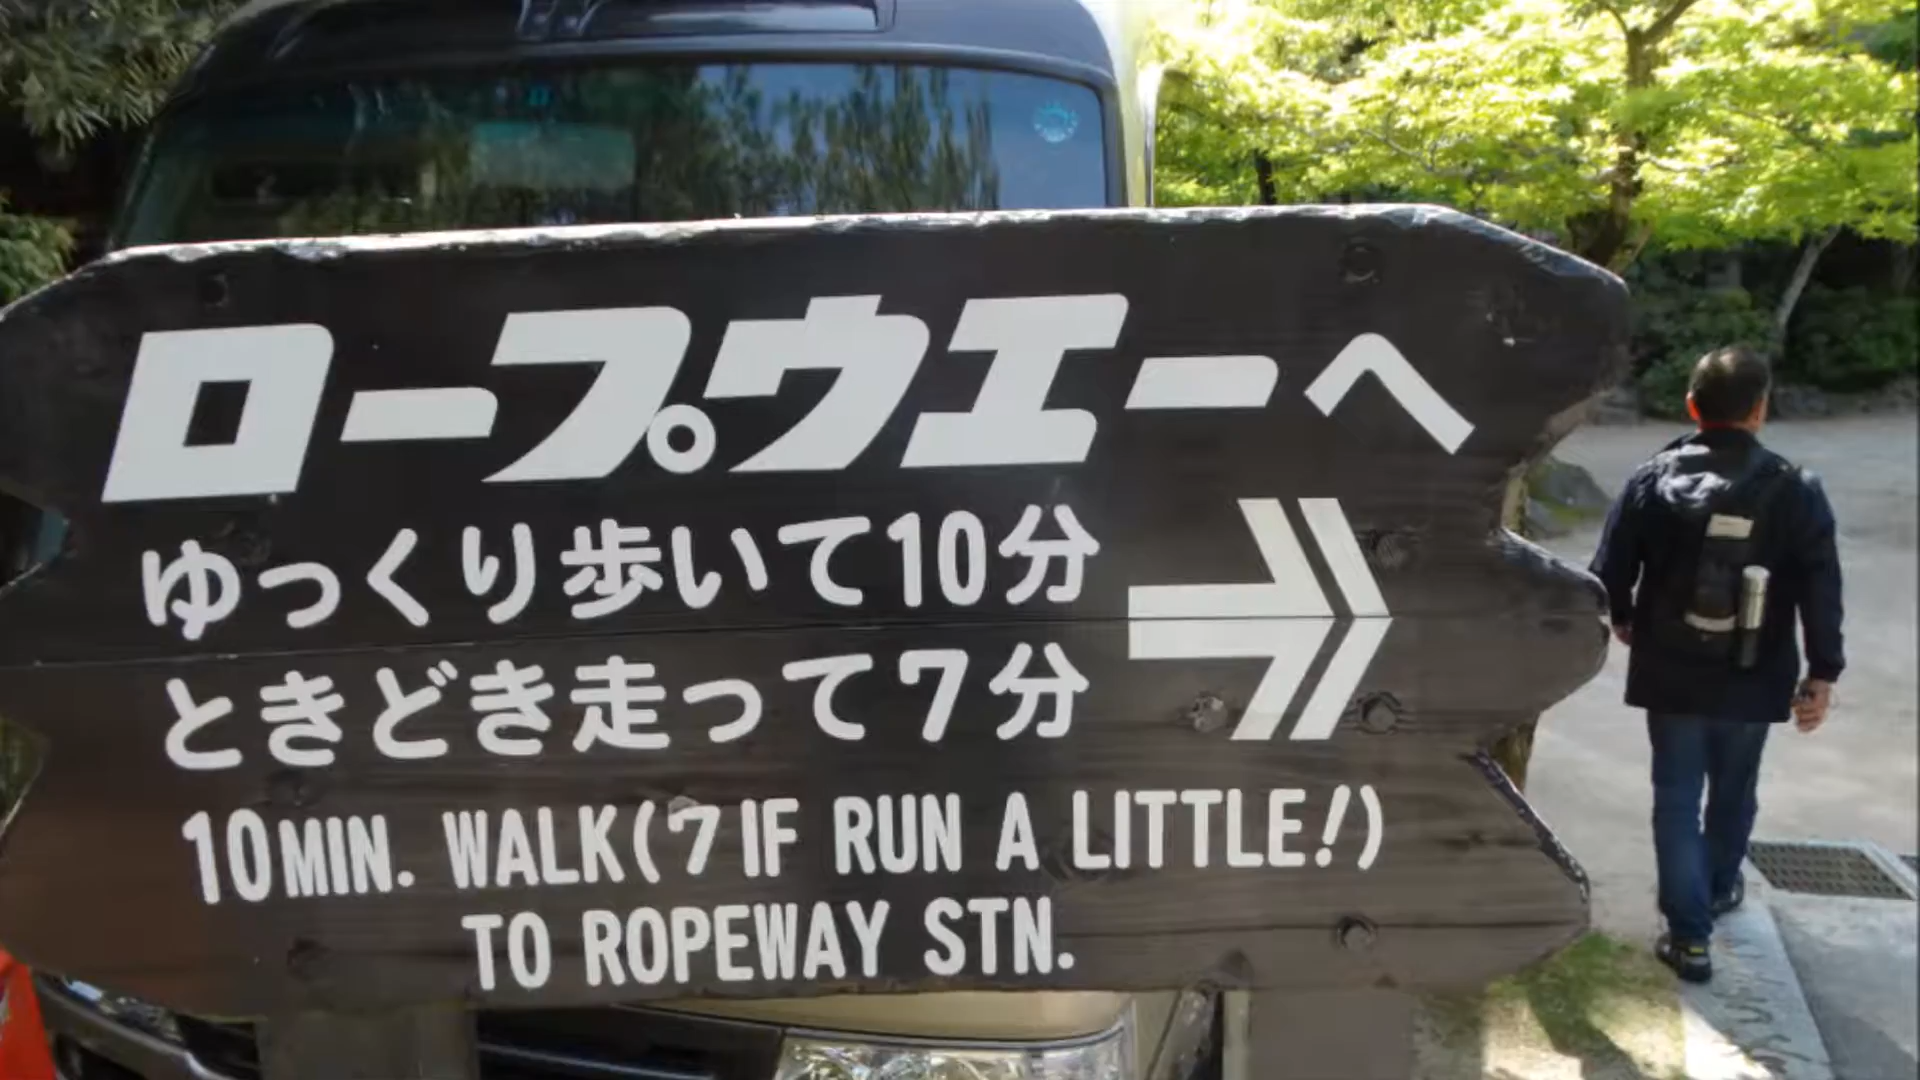 ロープウエーへ
ゆっくり歩いて10分
ときどき走って7分
10MIN. WALK(7 IF RUN A LITTLE!)
TO ROPEWAY STN.